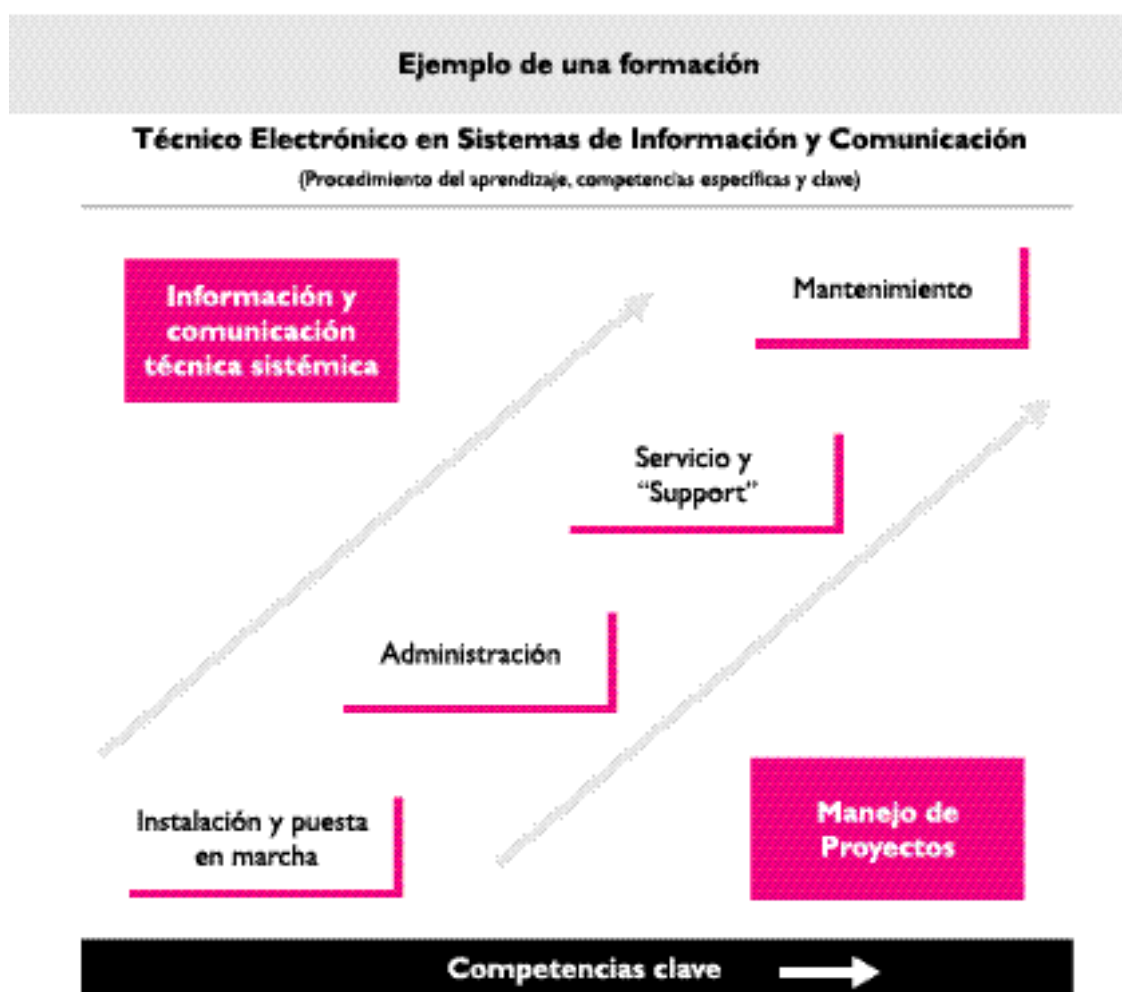 Ejemplo de una formación
Técnico Electrónico en Sistemas de Información y Comunicación
(Procedimiento del aprendizaje, competencias específicas y clave)
Información y
comunicación
técnica sistémica
Mantenimiento
Servicio y
“Support”
Administración
Instalación y puesta
en marcha
Manejo de
Proyectos
Competencias clave